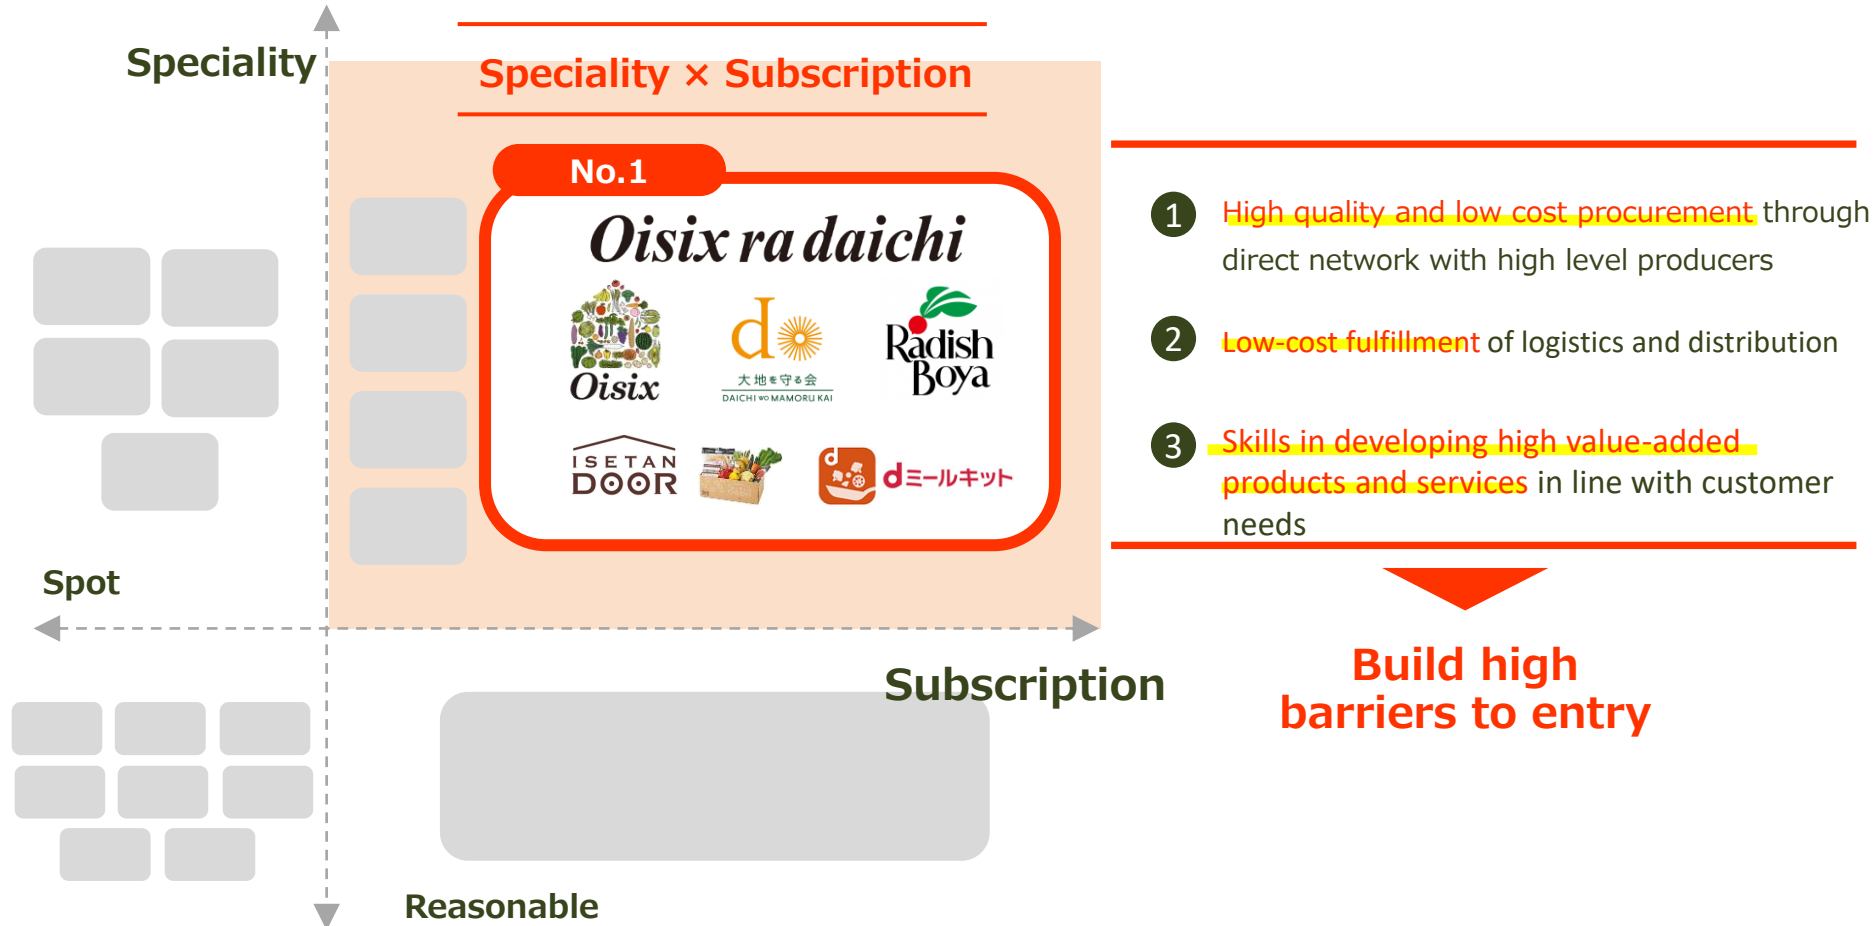 Speciality
Speciality × Subscription
No.1
Oisix ra daichi
Oisix
d
大地を守る会
DAICHI WO MAMORU KAI
Radish
Boya
ISETAN
DOOR
d
dミールキット
Spot
Subscription
Reasonable
1 High quality and low cost procurement through
direct network with high level producers
2 Low-cost fulfillment of logistics and distribution
3 Skills in developing high value-added
products and services in line with customer
needs
Build high
barriers to entry